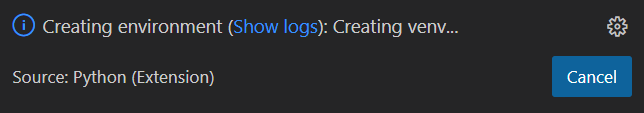 Creating environment (Show logs): Creating venv...
Source: Python (Extension)
Cancel